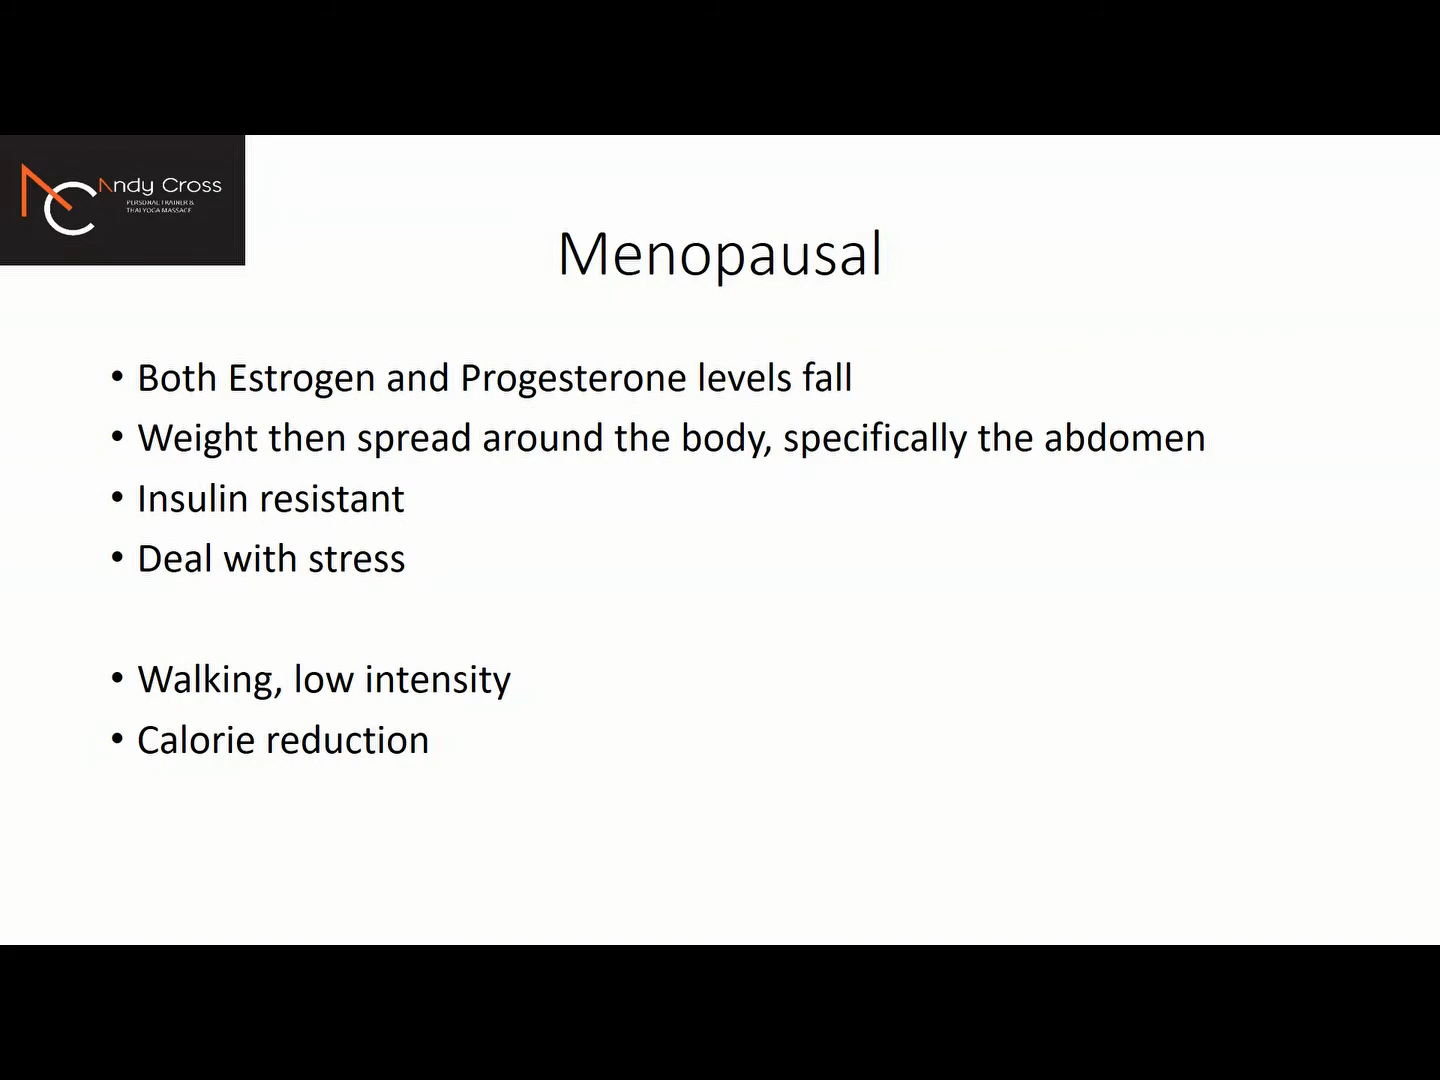 Andy Cross
PERSONAL TRAINER &
THAI YOGA MASSAGE
Menopausal
• Both Estrogen and Progesterone levels fall
• Weight then spread around the body, specifically the abdomen
• Insulin resistant
• Deal with stress
• Walking, low intensity
• Calorie reduction